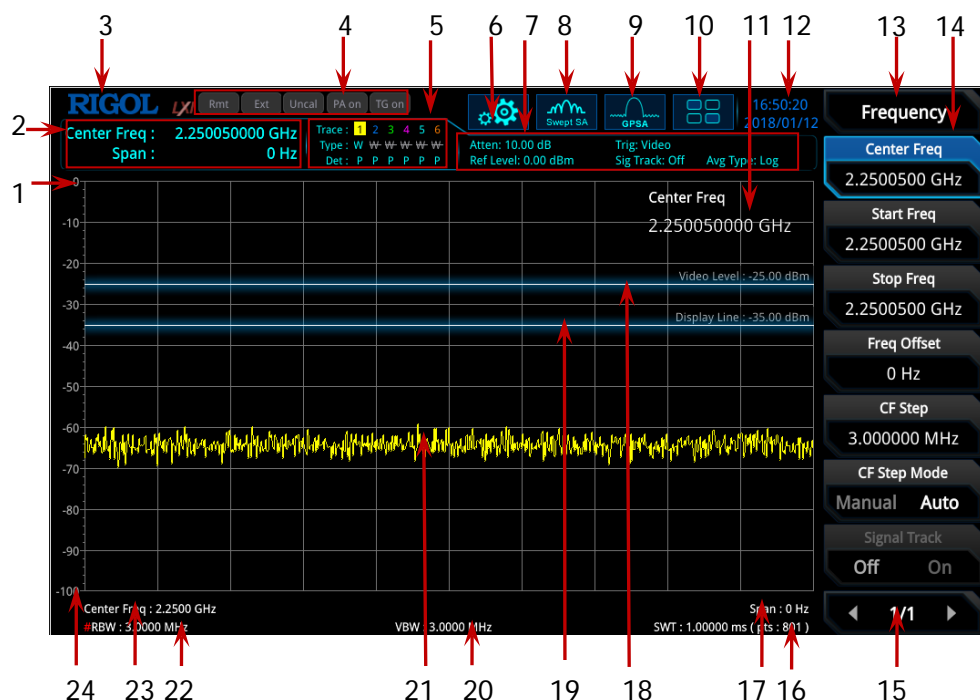 3 4 5 6 7 8 9 10 11 12 13 14
RIGOL LXI Rmt Ext Uncal PA on TG on
Swept SA GPSA
16:50:20
2018/01/12
2
Center Freq : 2.250050000 GHz
Span : 0 Hz
Trace : 1 2 3 4 5 6
Type : W W W W W W
Det : P P P P P P
Atten: 10.00 dB Trig: Video
Ref Level: 0.00 dBm Sig Track: Off Avg Type: Log
1
0
Center Freq
2.250050000 GHz
-10
-20
Video Level : -25.00 dBm
-30
Display Line : -35.00 dBm
-40
-50
-60
-70
-80
-90
-100
Center Freq : 2.2500 GHz Span : 0 Hz
#RBW : 3.0000 MHz VBW : 3.0000 MHz SWT : 1.00000 ms ( pts : 801 )
Frequency
Center Freq
2.2500500 GHz
Start Freq
2.2500500 GHz
Stop Freq
2.2500500 GHz
Freq Offset
0 Hz
CF Step
3.000000 MHz
CF Step Mode
Manual Auto
Signal Track
Off On
1/1
24 23 22 21 20 19 18 17 16 15